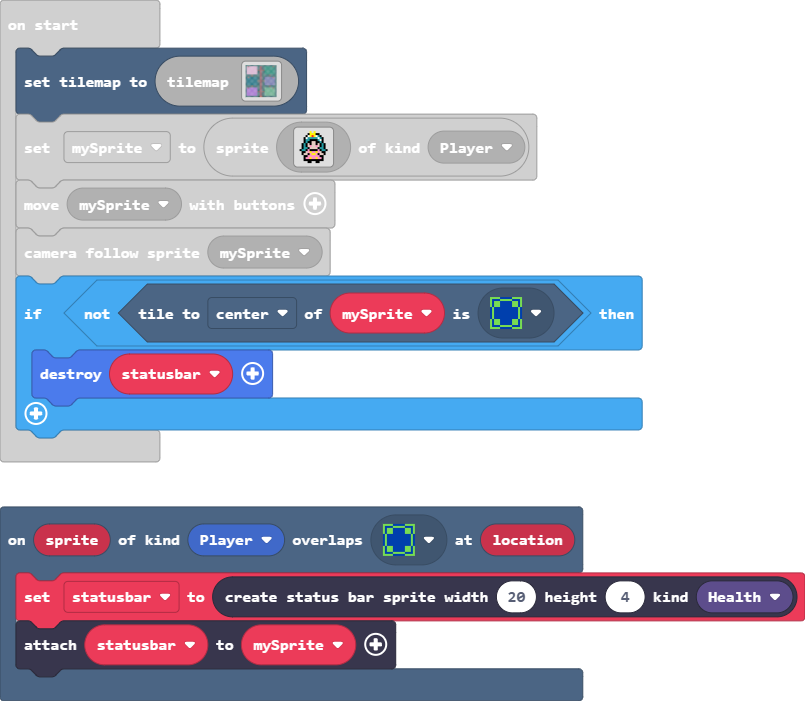 on start
set tilemap to tilemap
set mySprite to sprite of kind Player
move mySprite with buttons
camera follow sprite mySprite
if not tile to center of mySprite is then
destroy statusbar
on sprite of kind Player overlaps at location
set statusbar to create status bar sprite width 20 height 4 kind Health
attach statusbar to mySprite